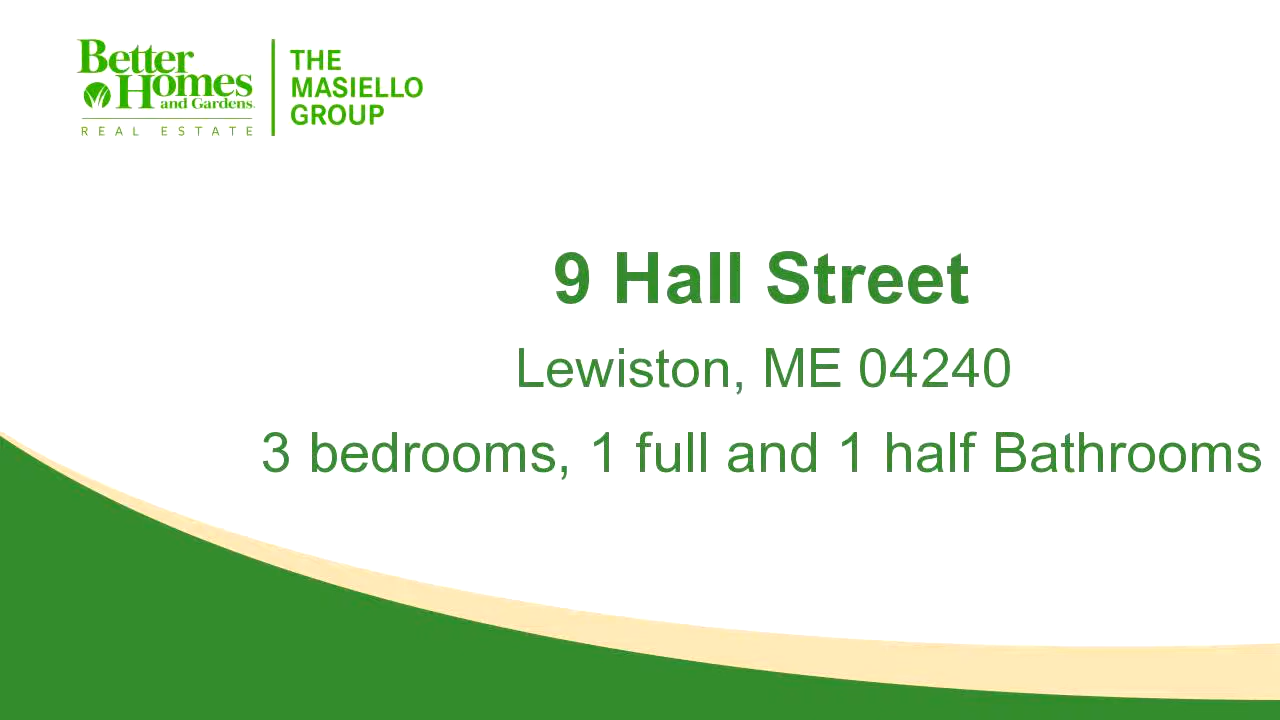 Better
Homes
and Gardens.
REAL ESTATE
THE
MASIELLO
GROUP
9 Hall Street
Lewiston, ME 04240
3 bedrooms, 1 full and 1 half Bathrooms